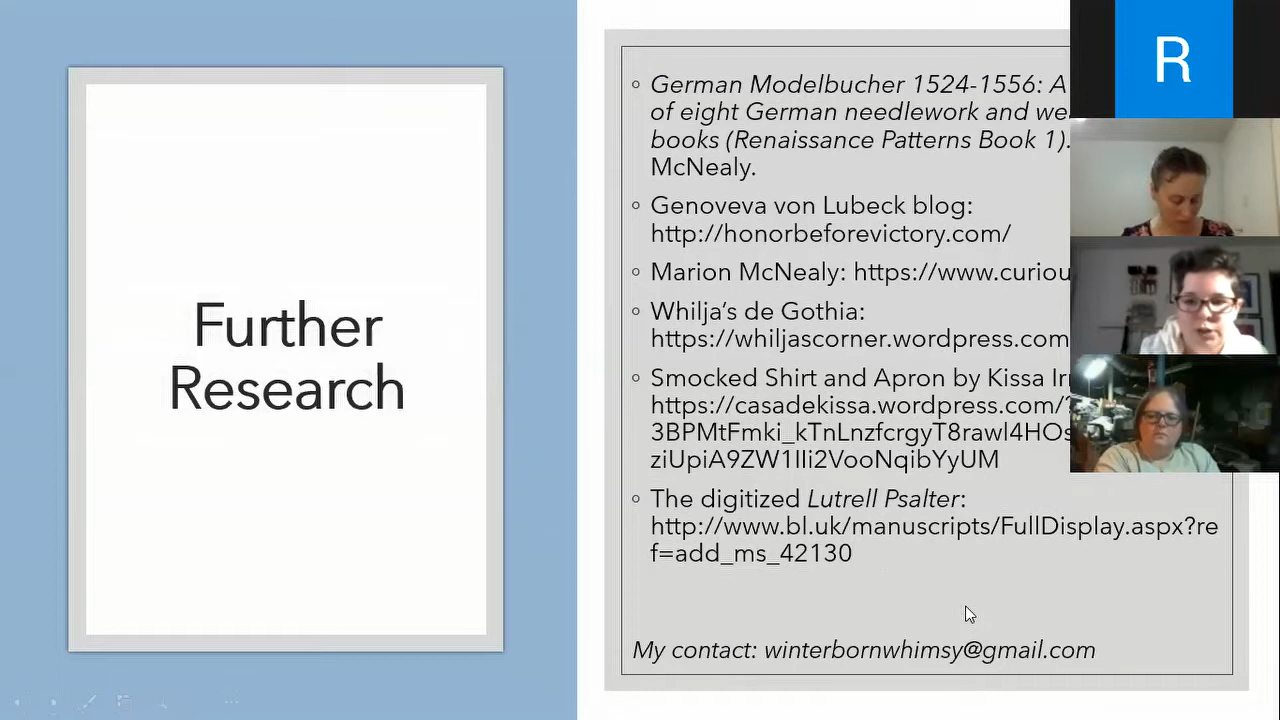 Further
Research
German Modelbucher 1524-1556: A
of eight German needlework and we
books (Renaissance Patterns Book 1).
McNealy.
Genoveva von Lubeck blog:
http://honorbeforevictory.com/
Marion McNealy: https://www.curiou
Whilja’s de Gothia:
https://whiljascorner.wordpress.com
Smocked Shirt and Apron by Kissa Ir
https://casadekissa.wordpress.com/?
3BPMtFmki_kTnLnzfcrgyT8rawl4HOs
ziUpiA9ZW1IIi2VooNqibYyUM
The digitized Lutrell Psalter:
http://www.bl.uk/manuscripts/FullDisplay.aspx?re
f=add_ms_42130
My contact: winterbornwhimsy@gmail.com
R